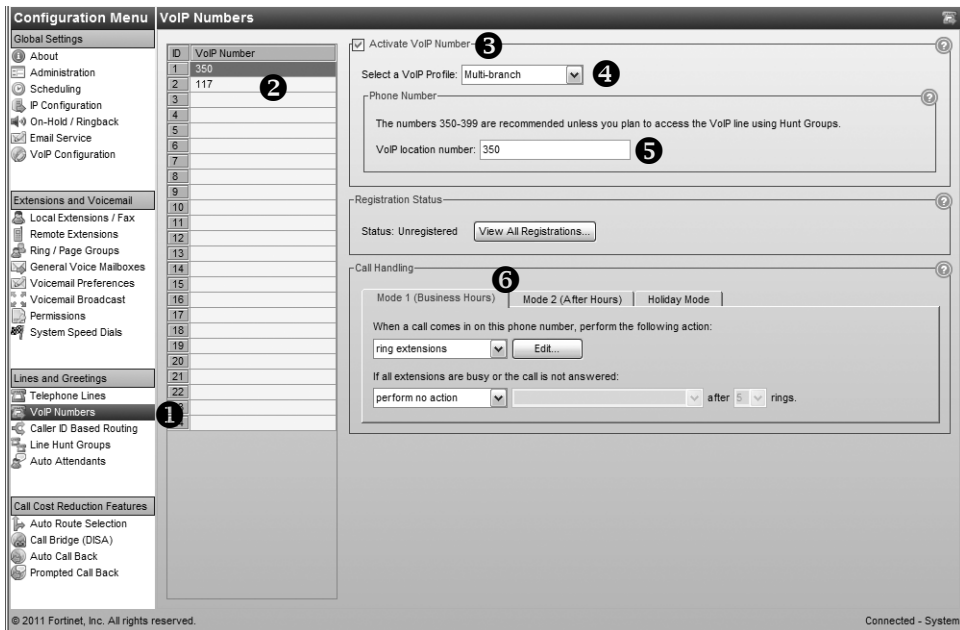 Configuration Menu
VoIP Numbers
Global Settings
About
Administration
Scheduling
IP Configuration
On-Hold / Ringback
Email Service
VoIP Configuration
Extensions and Voicemail
Local Extensions / Fax
Remote Extensions
Ring / Page Groups
General Voice Mailboxes
Voicemail Preferences
Voicemail Broadcast
Permissions
System Speed Dials
Lines and Greetings
Telephone Lines
VoIP Numbers
1
Caller ID Based Routing
Line Hunt Groups
Auto Attendants
Call Cost Reduction Features
Auto Route Selection
Call Bridge (DISA)
Auto Call Back
Prompted Call Back
ID VoIP Number
1 350
2 117
2
3
4
5
6
7
8
9
10
11
12
13
14
15
16
17
18
19
20
21
22
Activate VoIP Number
3
?
Select a VoIP Profile: Multi-branch
4
Phone Number
?
The numbers 350-399 are recommended unless you plan to access the VoIP line using Hunt Groups.
VoIP location number: 350
5
Registration Status
?
Status: Unregistered View All Registrations...
Call Handling
?
6
Mode 1 (Business Hours) Mode 2 (After Hours) Holiday Mode
When a call comes in on this phone number, perform the following action:
ring extensions Edit...
If all extensions are busy or the call is not answered:
perform no action after 5 rings.
© 2011 Fortinet, Inc. All rights reserved.
Connected - System